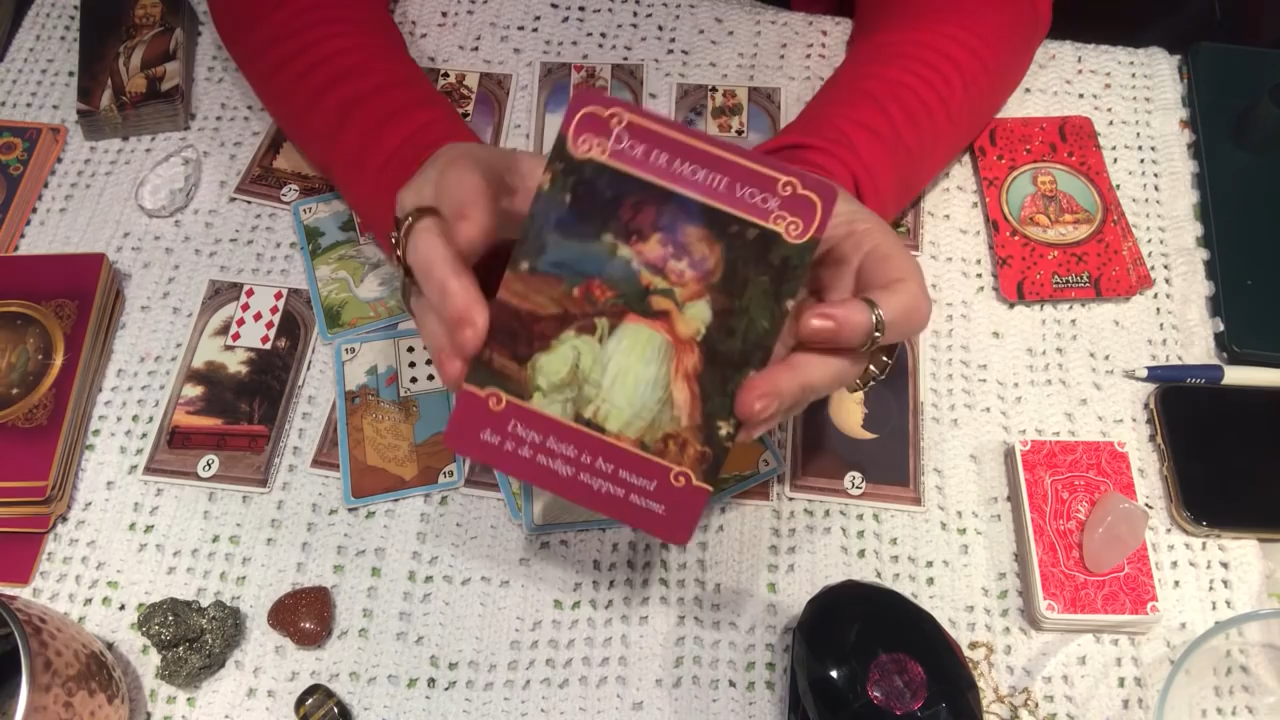 DOE ER MOEITE VOOR
Diepe liefde is het waard
dat je de nodige stappen neemt.
27
17
8
19
19
3
32
Artha
EDITORA